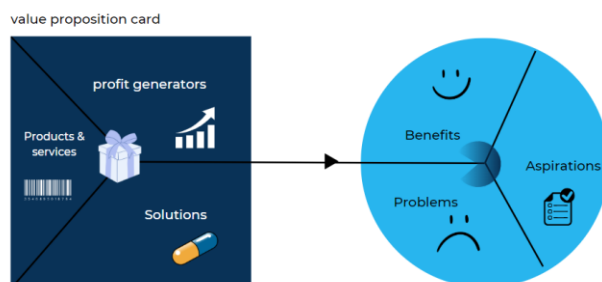 value proposition card
profit generators
Products &
services
Solutions
Benefits
Aspirations
Problems